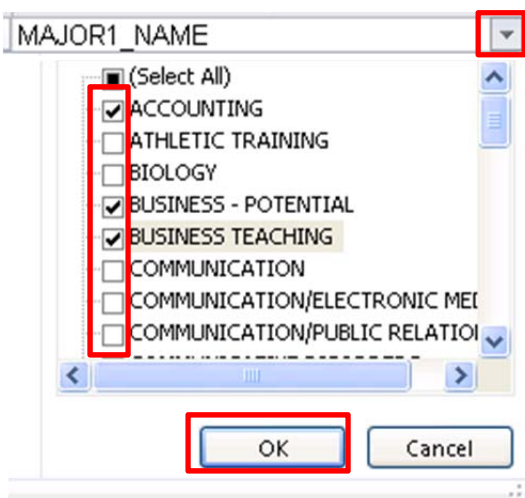 MAJOR1_NAME
(Select All)
ACCOUNTING
ATHLETIC TRAINING
BIOLOGY
BUSINESS - POTENTIAL
BUSINESS TEACHING
COMMUNICATION
COMMUNICATION/ELECTRONIC MED
COMMUNICATION/PUBLIC RELATIO
OK Cancel